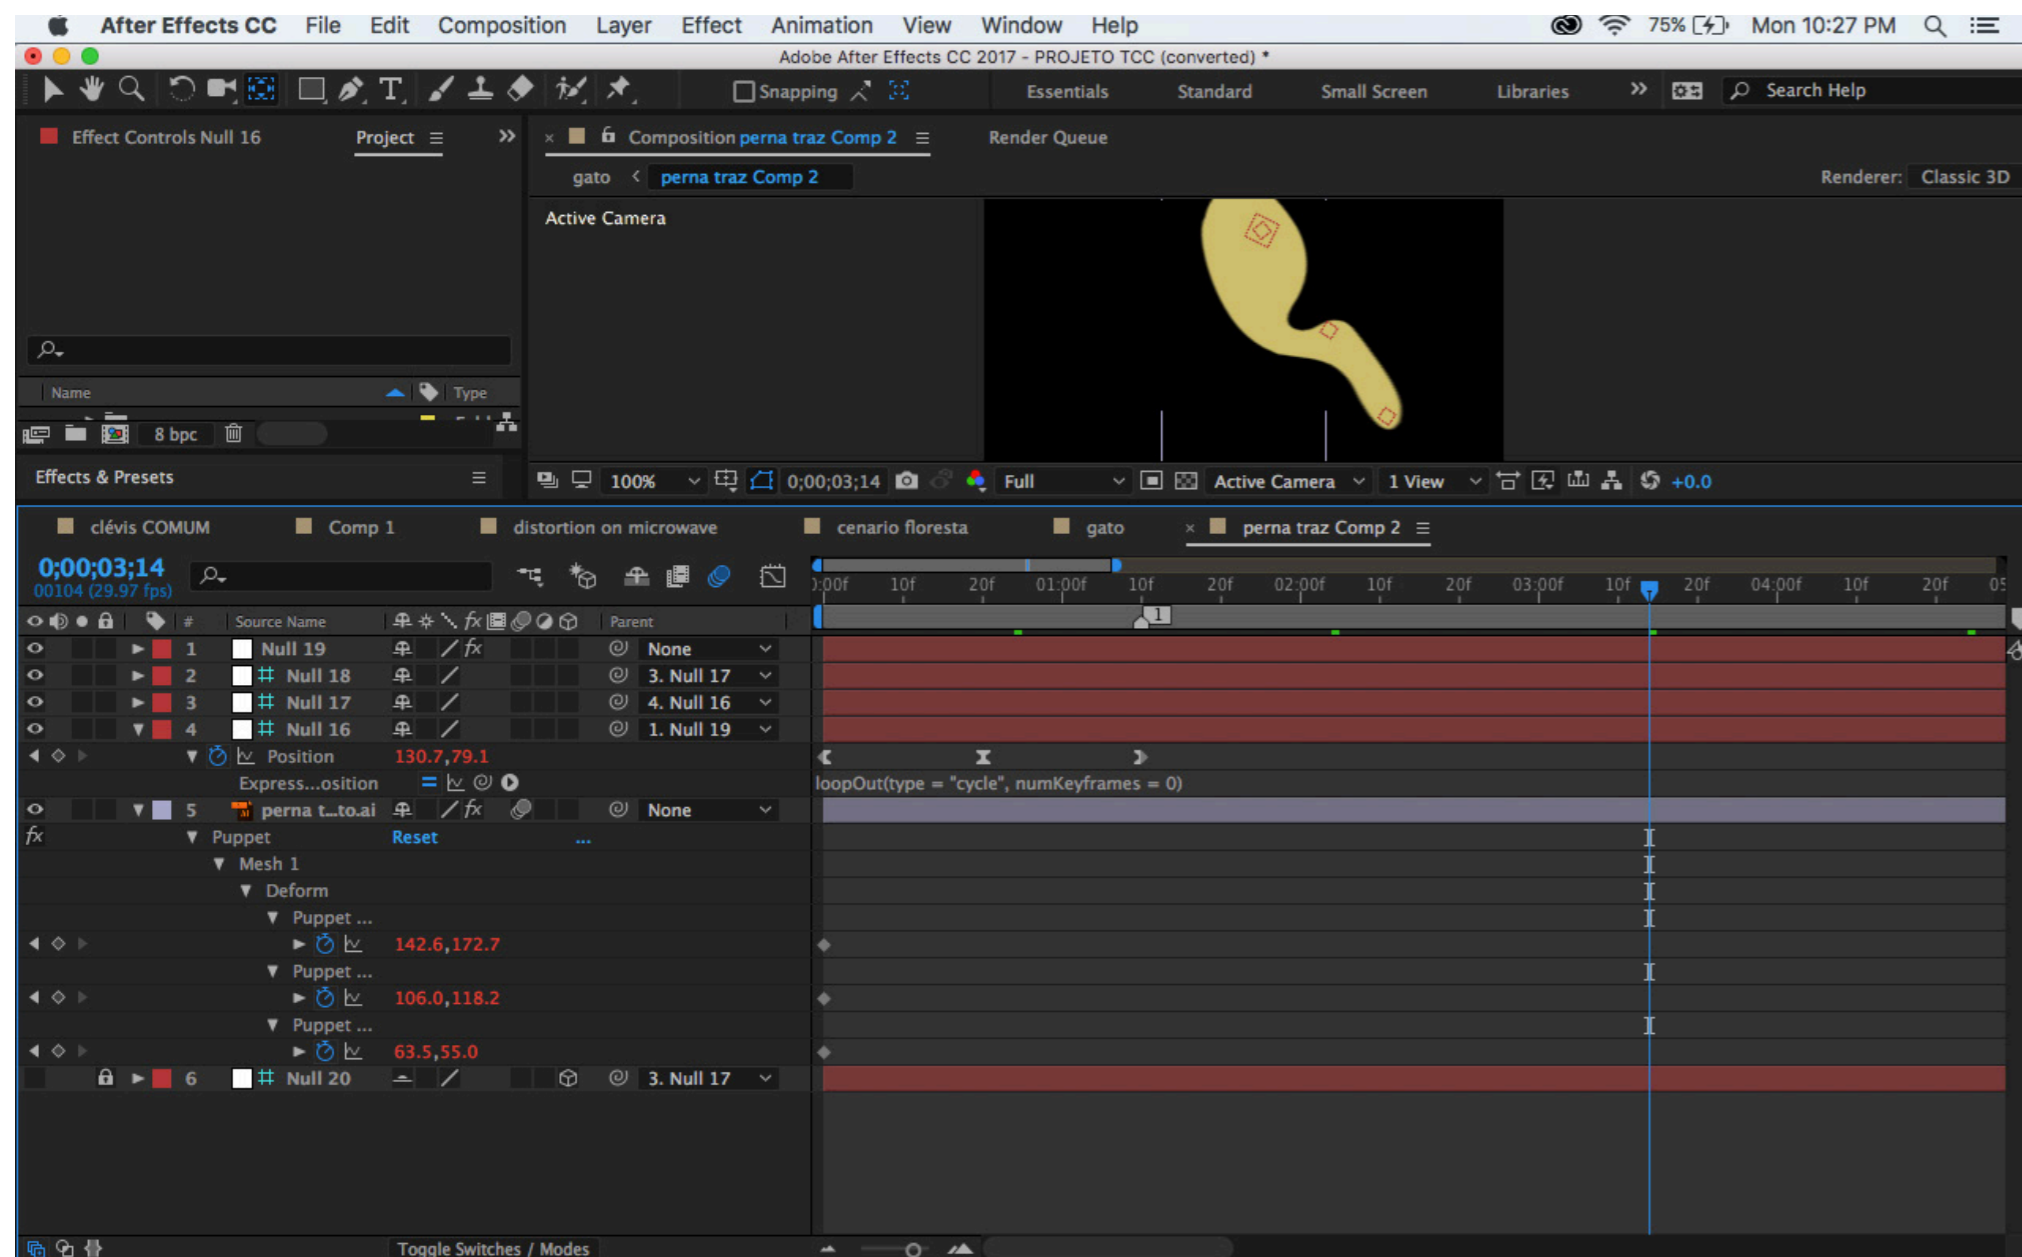 After Effects CC File Edit Composition Layer Effect Animation View Window Help 75% Mon 10:27 PM
Adobe After Effects CC 2017 - PROJETO TCC (converted) *
Snapping Essentials Standard Small Screen Libraries Search Help
Effect Controls Null 16 Project Composition perna traz Comp 2 Render Queue
gato perna traz Comp 2 Renderer: Classic 3D
Active Camera
Name Type
8 bpc
Effects & Presets
100% 0;00;03;14 Full Active Camera 1 View +0.0
clévis COMUM Comp 1 distortion on microwave cenario floresta gato perna traz Comp 2
0;00;03;14
00104 (29.97 fps)
):00f 10f 20f 01:00f 10f 20f 02:00f 10f 20f 03:00f 10f 20f 04:00f 10f 20f 05
# Source Name Parent
1
1 Null 19 None
2 Null 18 3. Null 17
3 Null 17 4. Null 16
4 Null 16 1. Null 19
Position 130.7,79.1
Express...osition loopOut(type = "cycle", numKeyframes = 0)
5 perna t...to.ai None
fx Puppet Reset ...
Mesh 1
Deform
Puppet ...
142.6,172.7
Puppet ...
106.0,118.2
Puppet ...
63.5,55.0
6 Null 20 3. Null 17
Toggle Switches / Modes